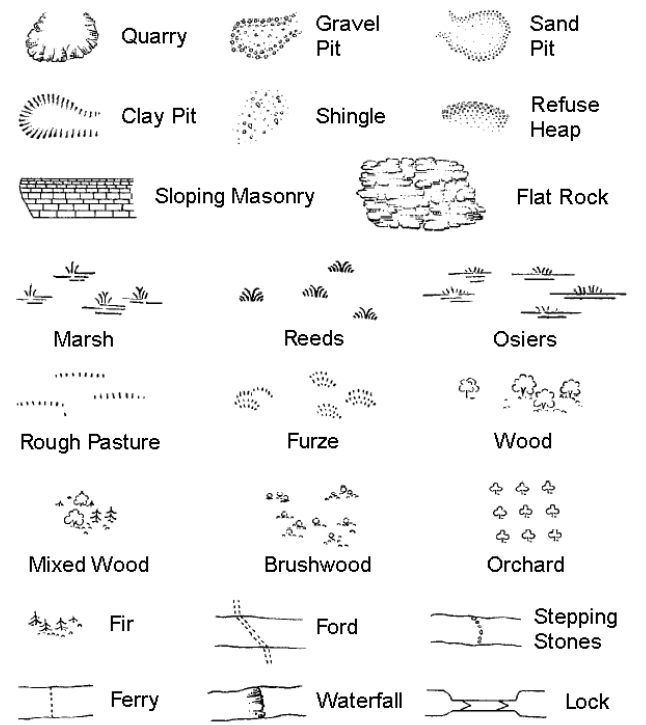 Quarry
Gravel
Pit
Sand
Pit
Clay Pit
Shingle
Refuse
Heap
Sloping Masonry
Flat Rock
Marsh
Reeds
Osiers
Rough Pasture
Furze
Wood
Mixed Wood
Brushwood
Orchard
Fir
Ford
Stepping
Stones
Ferry
Waterfall
Lock